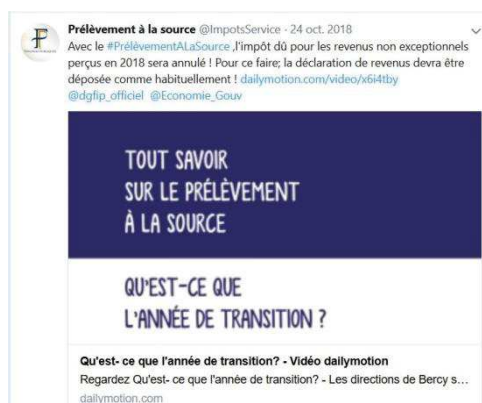 Prélèvement à la source @ImpotsService - 24 oct. 2018
Avec le #PrélèvementALaSource ,l'impôt dû pour les revenus non exceptionnels
perçus en 2018 sera annulé ! Pour ce faire; la déclaration de revenus devra être
déposée comme habituellement ! dailymotion.com/video/x6i4tby
@dgfip_officiel @Economie_Gouv
TOUT SAVOIR
SUR LE PRÉLÈVEMENT
À LA SOURCE
QU'EST-CE QUE
L'ANNÉE DE TRANSITION ?
Qu'est- ce que l'année de transition? - Vidéo dailymotion
Regardez Qu'est- ce que l'année de transition? - Les directions de Bercy s...
dailymotion.com